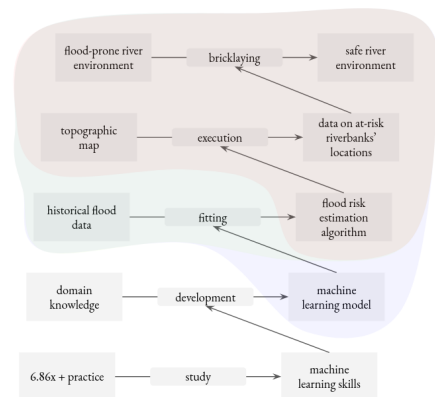 flood-prone river
environment
bricklaying
safe river
environment
topographic
map
execution
data on at-risk
riverbanks'
locations
historical flood
data
fitting
flood risk
estimation
algorithm
domain
knowledge
development
machine
learning model
6.86x + practice
study
machine
learning skills